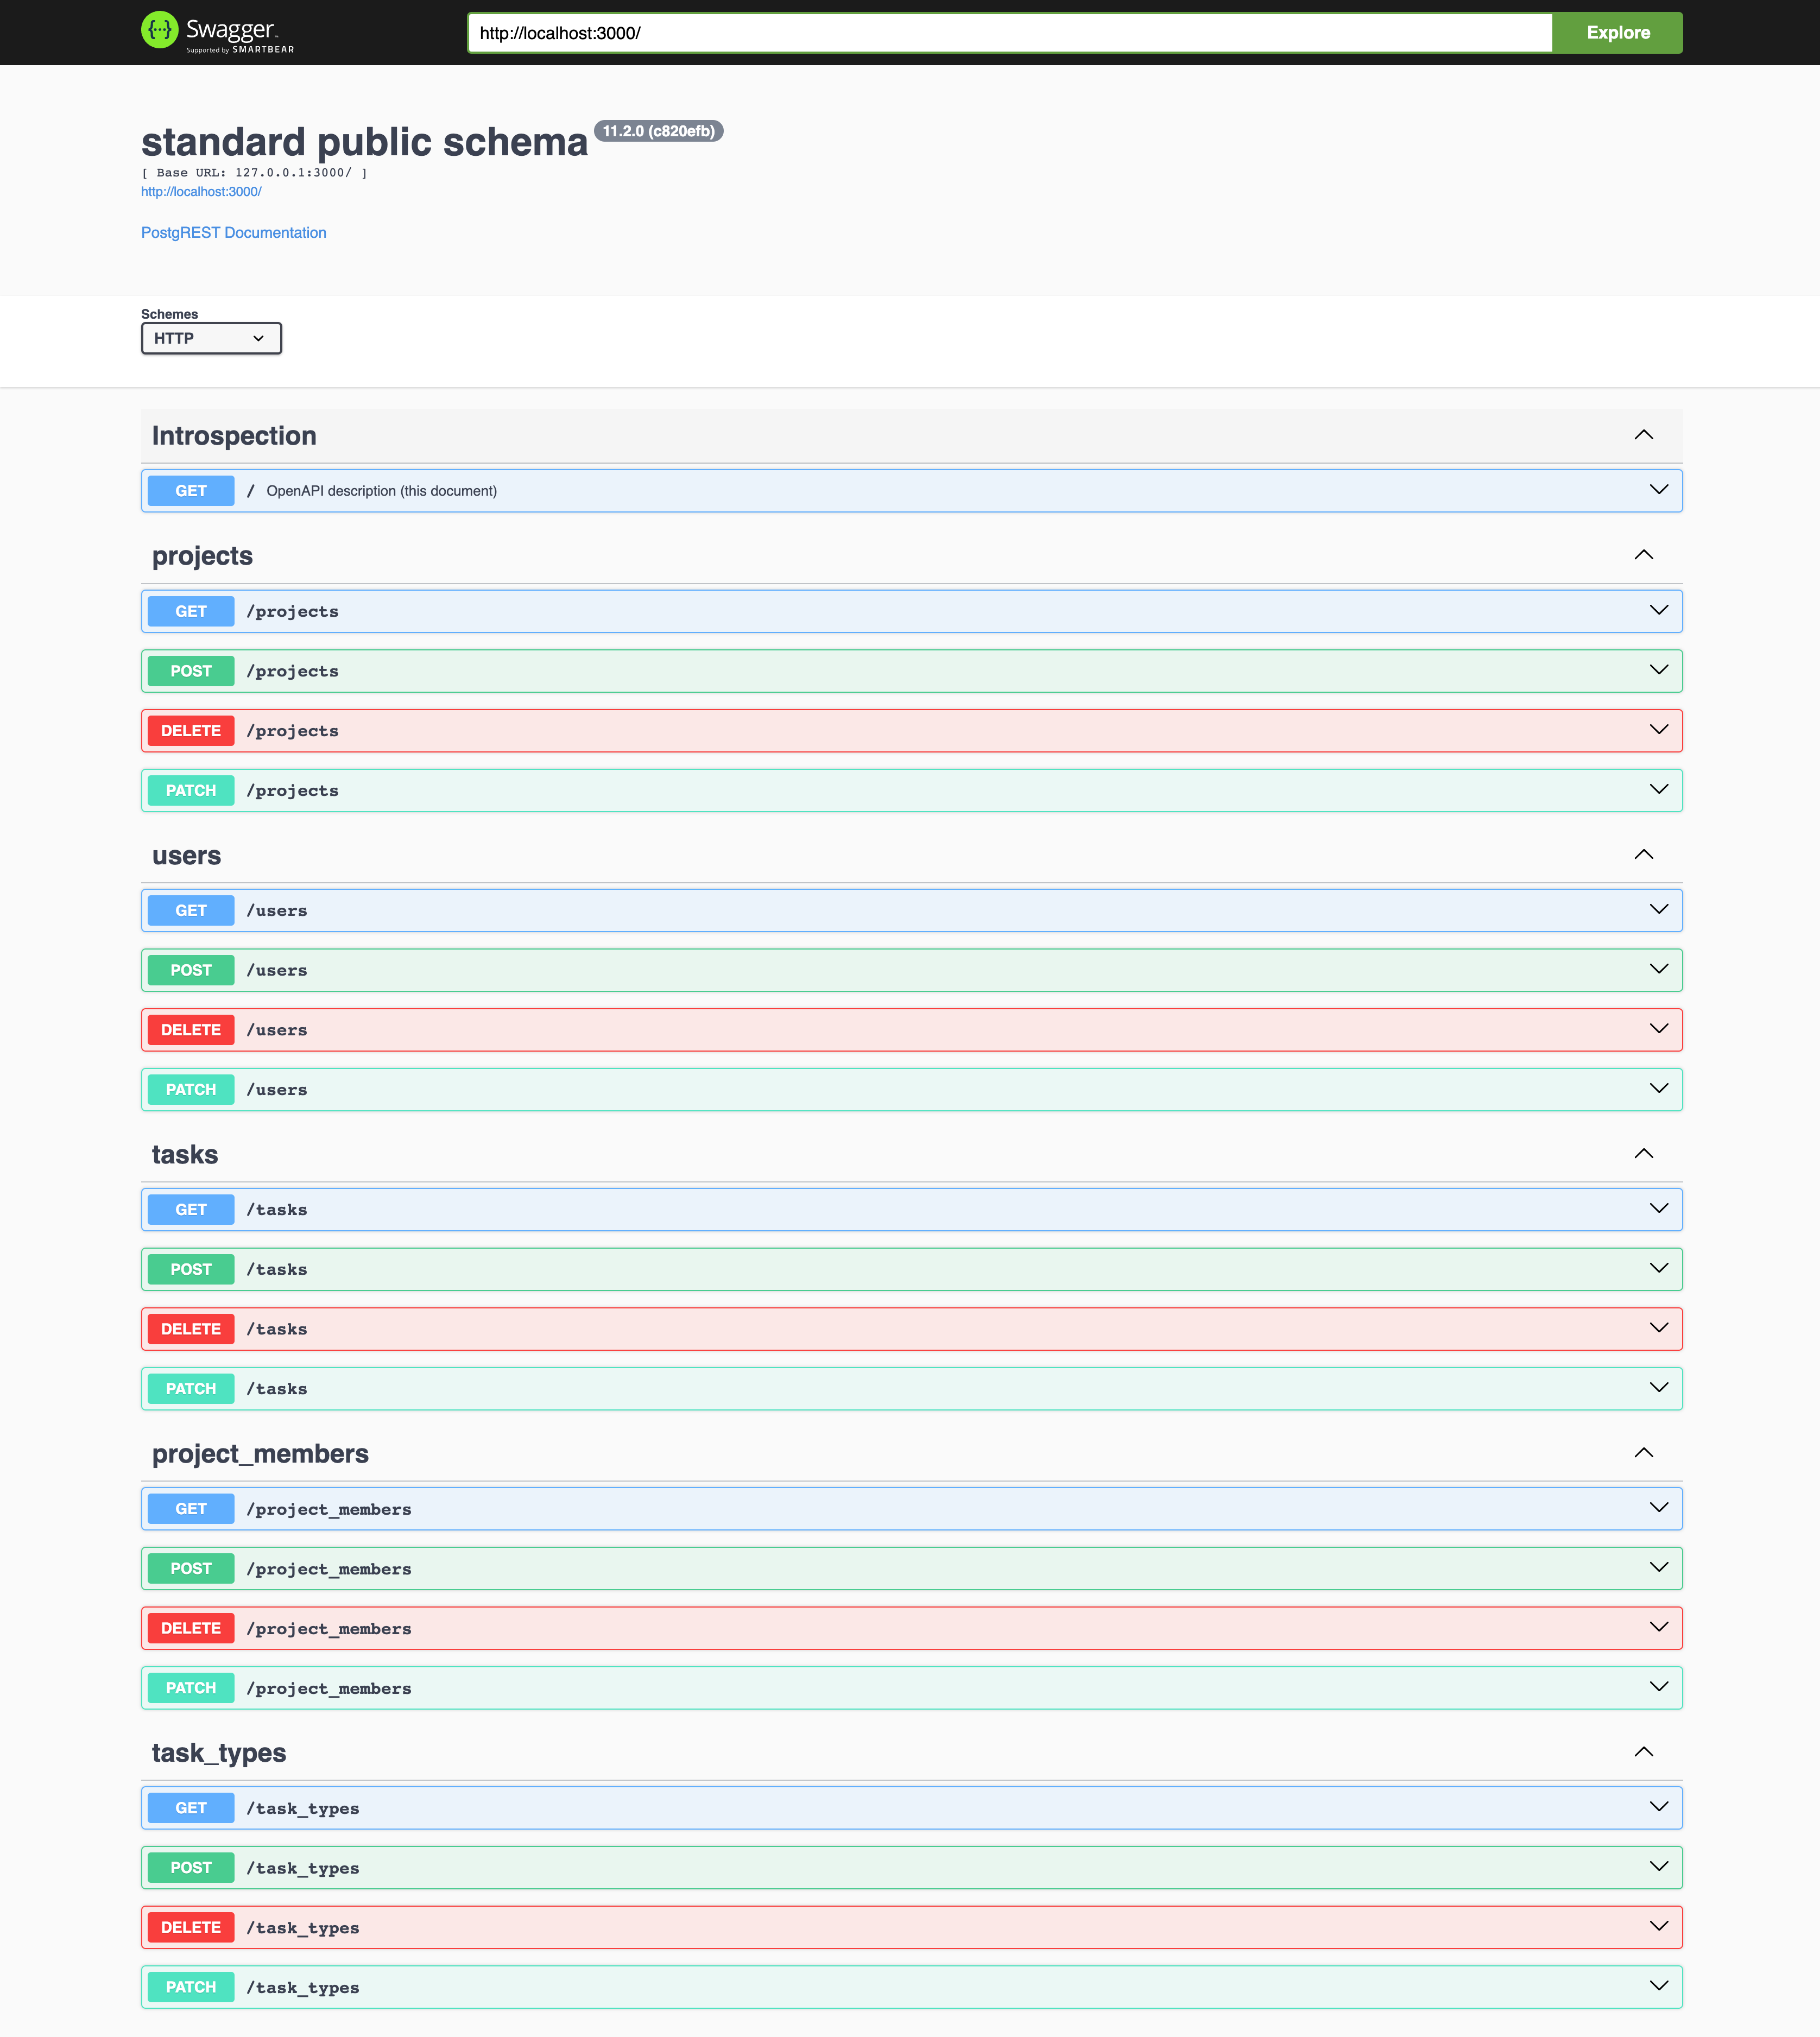 Swagger
Supported by SMARTBEAR
http://localhost:3000/
Explore
standard public schema 11.2.0 (c820efb)
[ Base URL: 127.0.0.1:3000/ ]
http://localhost:3000/
PostgREST Documentation
Schemes
HTTP
Introspection
GET / OpenAPI description (this document)
projects
GET /projects
POST /projects
DELETE /projects
PATCH /projects
users
GET /users
POST /users
DELETE /users
PATCH /users
tasks
GET /tasks
POST /tasks
DELETE /tasks
PATCH /tasks
project_members
GET /project_members
POST /project_members
DELETE /project_members
PATCH /project_members
task_types
GET /task_types
POST /task_types
DELETE /task_types
PATCH /task_types